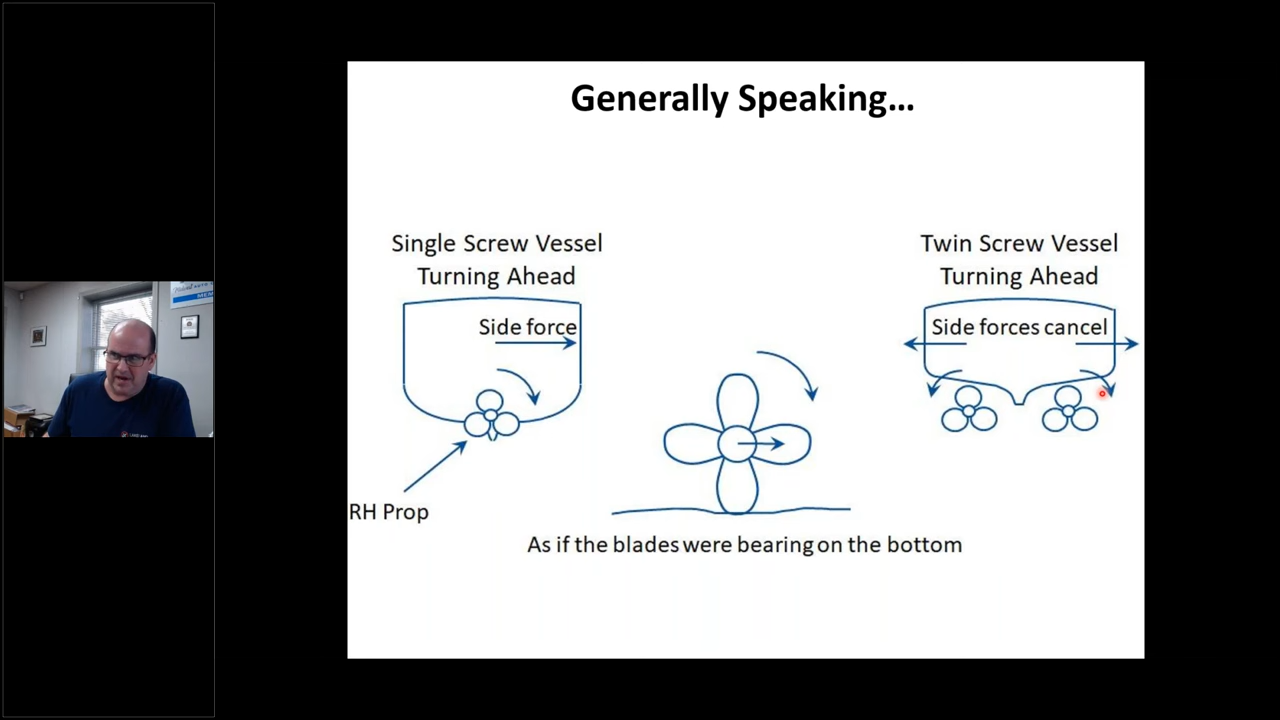 Generally Speaking...
Single Screw Vessel
Turning Ahead
Side force
RH Prop
As if the blades were bearing on the bottom
Twin Screw Vessel
Turning Ahead
Side forces cancel